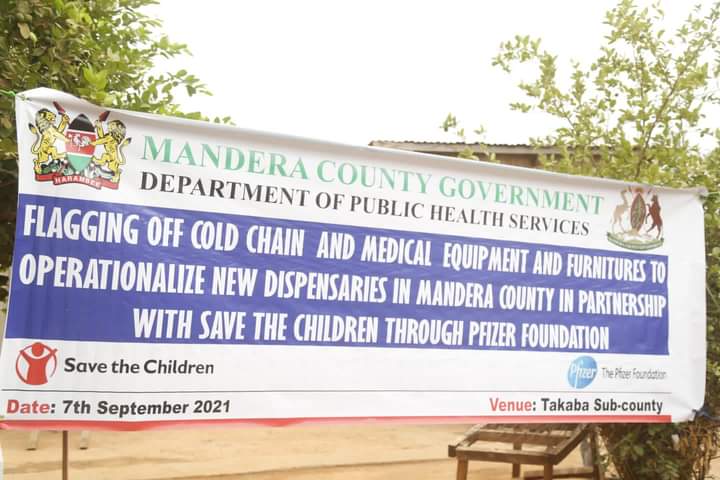 MANDERA COUNTY GOVERNMENT
DEPARTMENT OF PUBLIC HEALTH SERVICES
HARAMBEE
FLAGGING OFF COLD CHAIN AND MEDICAL EQUIPMENT AND FURNITURES TO
OPERATIONALIZE NEW DISPENSARIES IN MANDERA COUNTY IN PARTNERSHIP
WITH SAVE THE CHILDREN THROUGH PFIZER FOUNDATION
Save the Children
Pfizer The Pfizer Foundation
Date: 7th September 2021
Venue: Takaba Sub-county